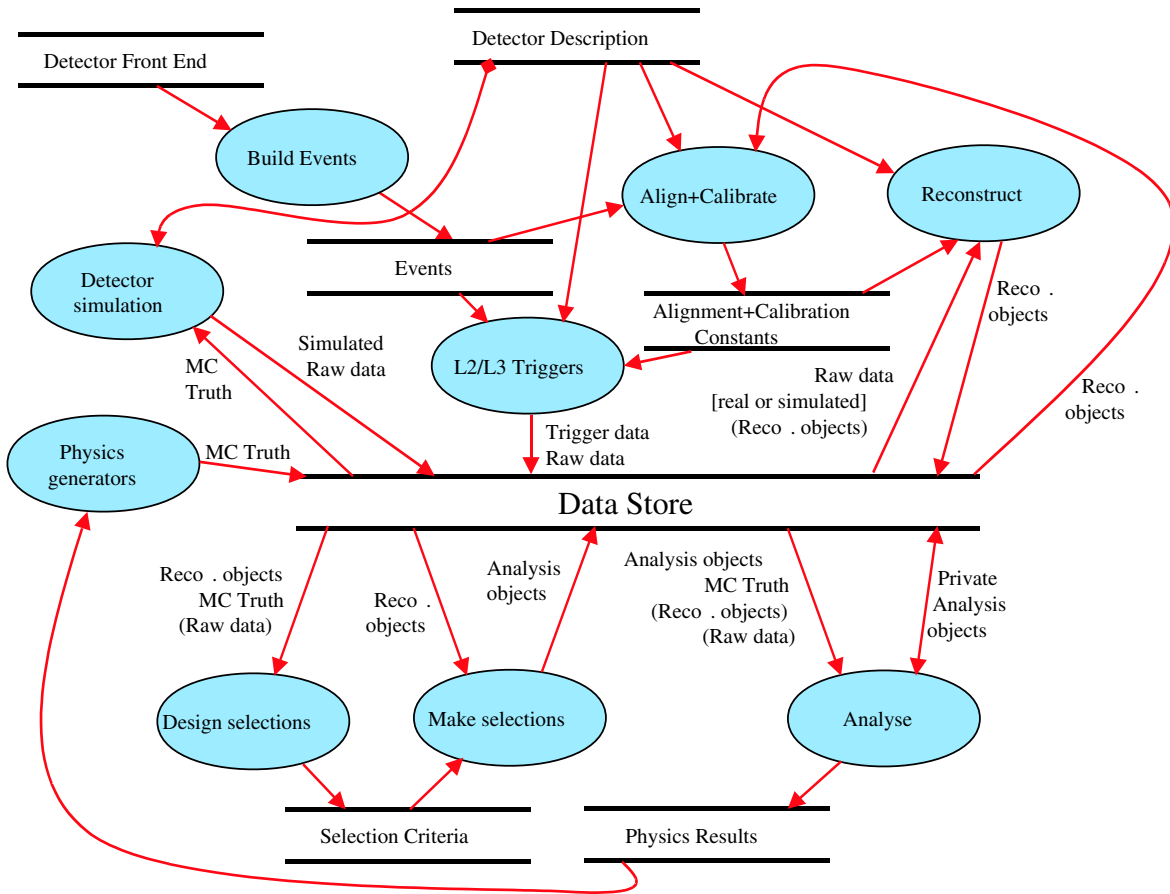 Detector Description
Detector Front End
Build Events
Align+Calibrate
Reconstruct
Events
Detector
simulation
Alignment+Calibration
Constants
Reco .
objects
Simulated
Raw data
MC
Truth
L2/L3 Triggers
Raw data
[real or simulated]
(Reco . objects)
Reco .
objects
Physics
generators
MC Truth
Trigger data
Raw data
Data Store
Reco . objects
MC Truth
(Raw data)
Reco .
objects
Analysis
objects
Analysis objects
MC Truth
(Reco . objects)
(Raw data)
Private
Analysis
objects
Design selections
Make selections
Analyse
Selection Criteria
Physics Results